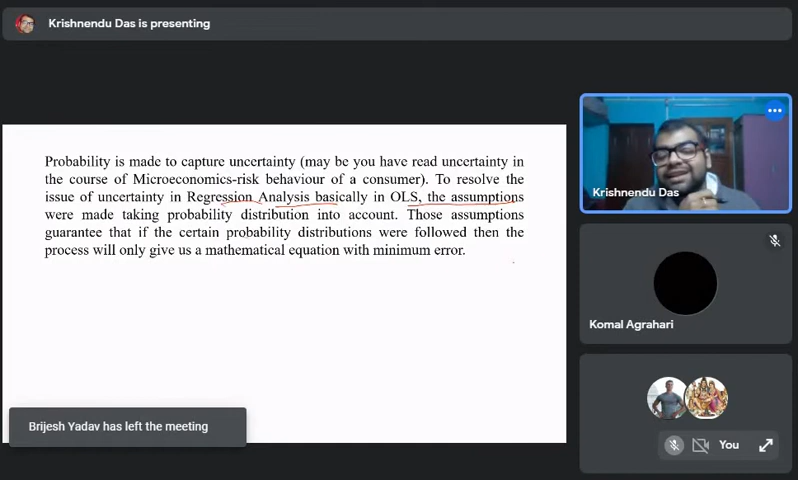 Krishnendu Das is presenting
Probability is made to capture uncertainty (may be you have read uncertainty in
the course of Microeconomics-risk behaviour of a consumer). To resolve the
issue of uncertainty in Regression Analysis basically in OLS, the assumptions
were made taking probability distribution into account. Those assumptions
guarantee that if the certain probability distributions were followed then the
process will only give us a mathematical equation with minimum error.
Brijesh Yadav has left the meeting
Krishnendu Das
Komal Agrahari
You